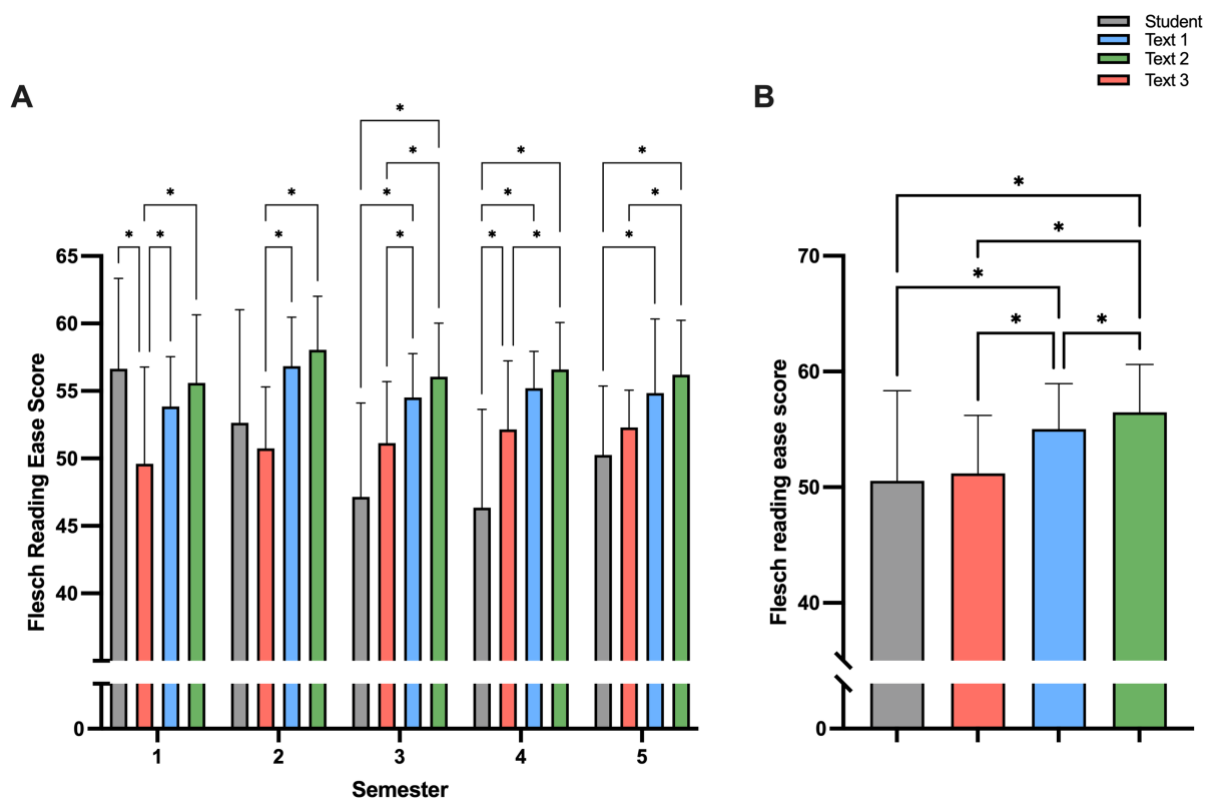 Student
Text 1
Text 2
Text 3
A
B
* * * * * * * * * * * * * * * * *
65
60
55
50
45
40
0
Flesch Reading Ease Score
1 2 3 4 5
Semester
* * * * *
70
60
50
40
0
Flesch reading ease score